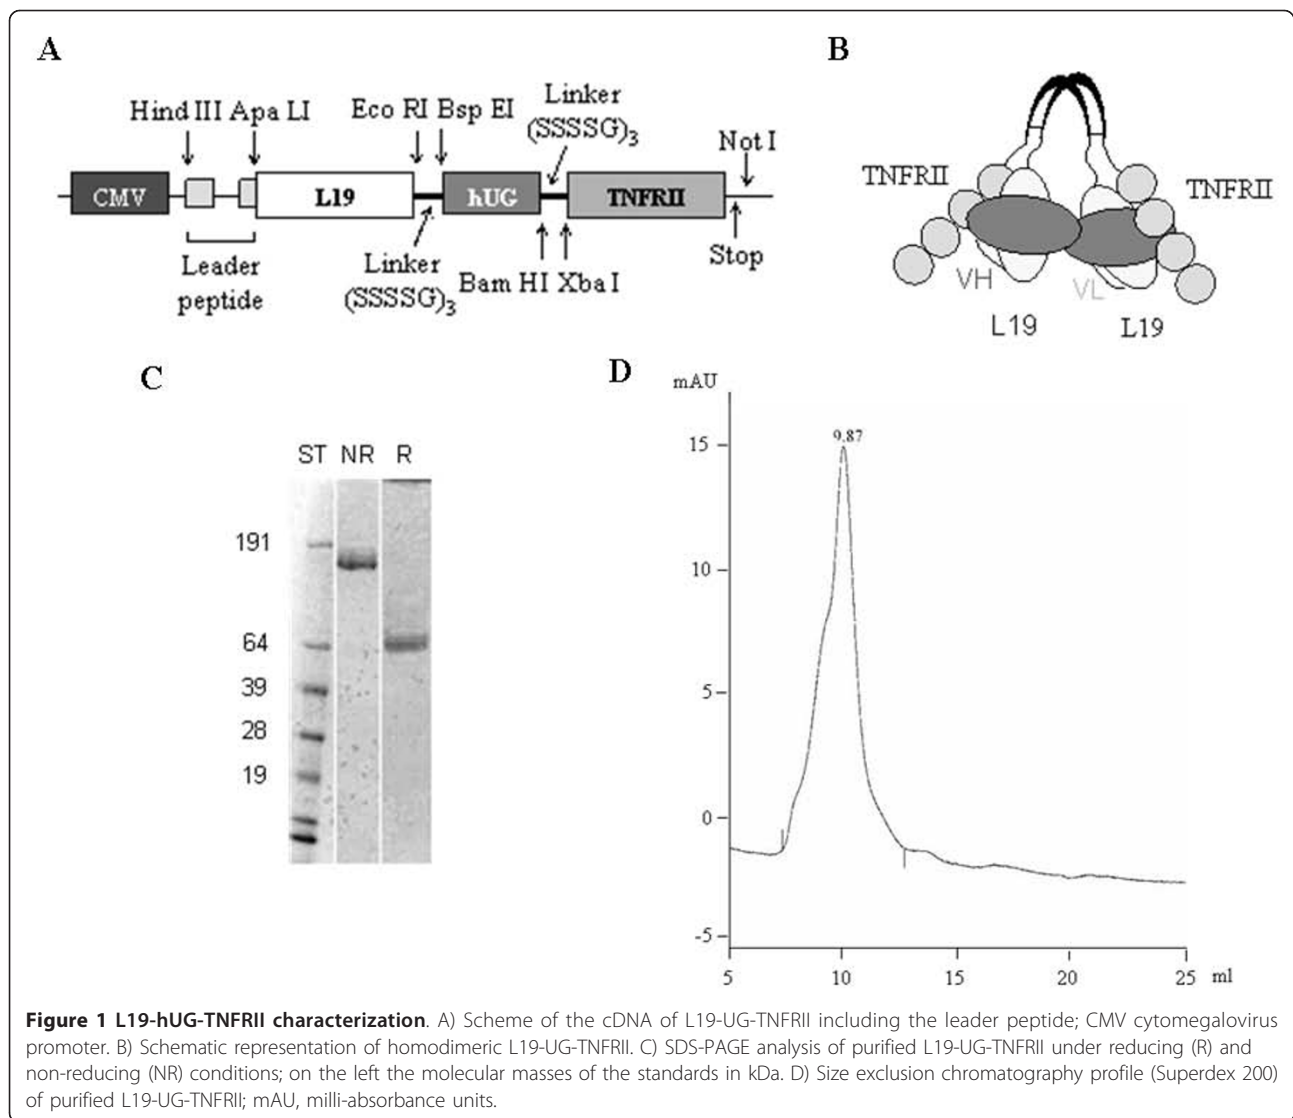 A
Hind III Apa LI
Eco RI Bsp EI
Linker
(SSSSG)3
Not I
CMV
L19
hUG
TNFRII
Leader
peptide
Linker
(SSSSG)3
Bam HI Xba I
Stop
B
TNFRII
TNFRII
VH
VL
L19
L19
C
ST NR R
191
64
39
28
19
D
mAU
9.87
15
10
5
0
-5
5 10 15 20 25 ml
Figure 1 L19-hUG-TNFRII characterization. A) Scheme of the cDNA of L19-UG-TNFRII including the leader peptide; CMV cytomegalovirus
promoter. B) Schematic representation of homodimeric L19-UG-TNFRII. C) SDS-PAGE analysis of purified L19-UG-TNFRII under reducing (R) and
non-reducing (NR) conditions; on the left the molecular masses of the standards in kDa. D) Size exclusion chromatography profile (Superdex 200)
of purified L19-UG-TNFRII; mAU, milli-absorbance units.